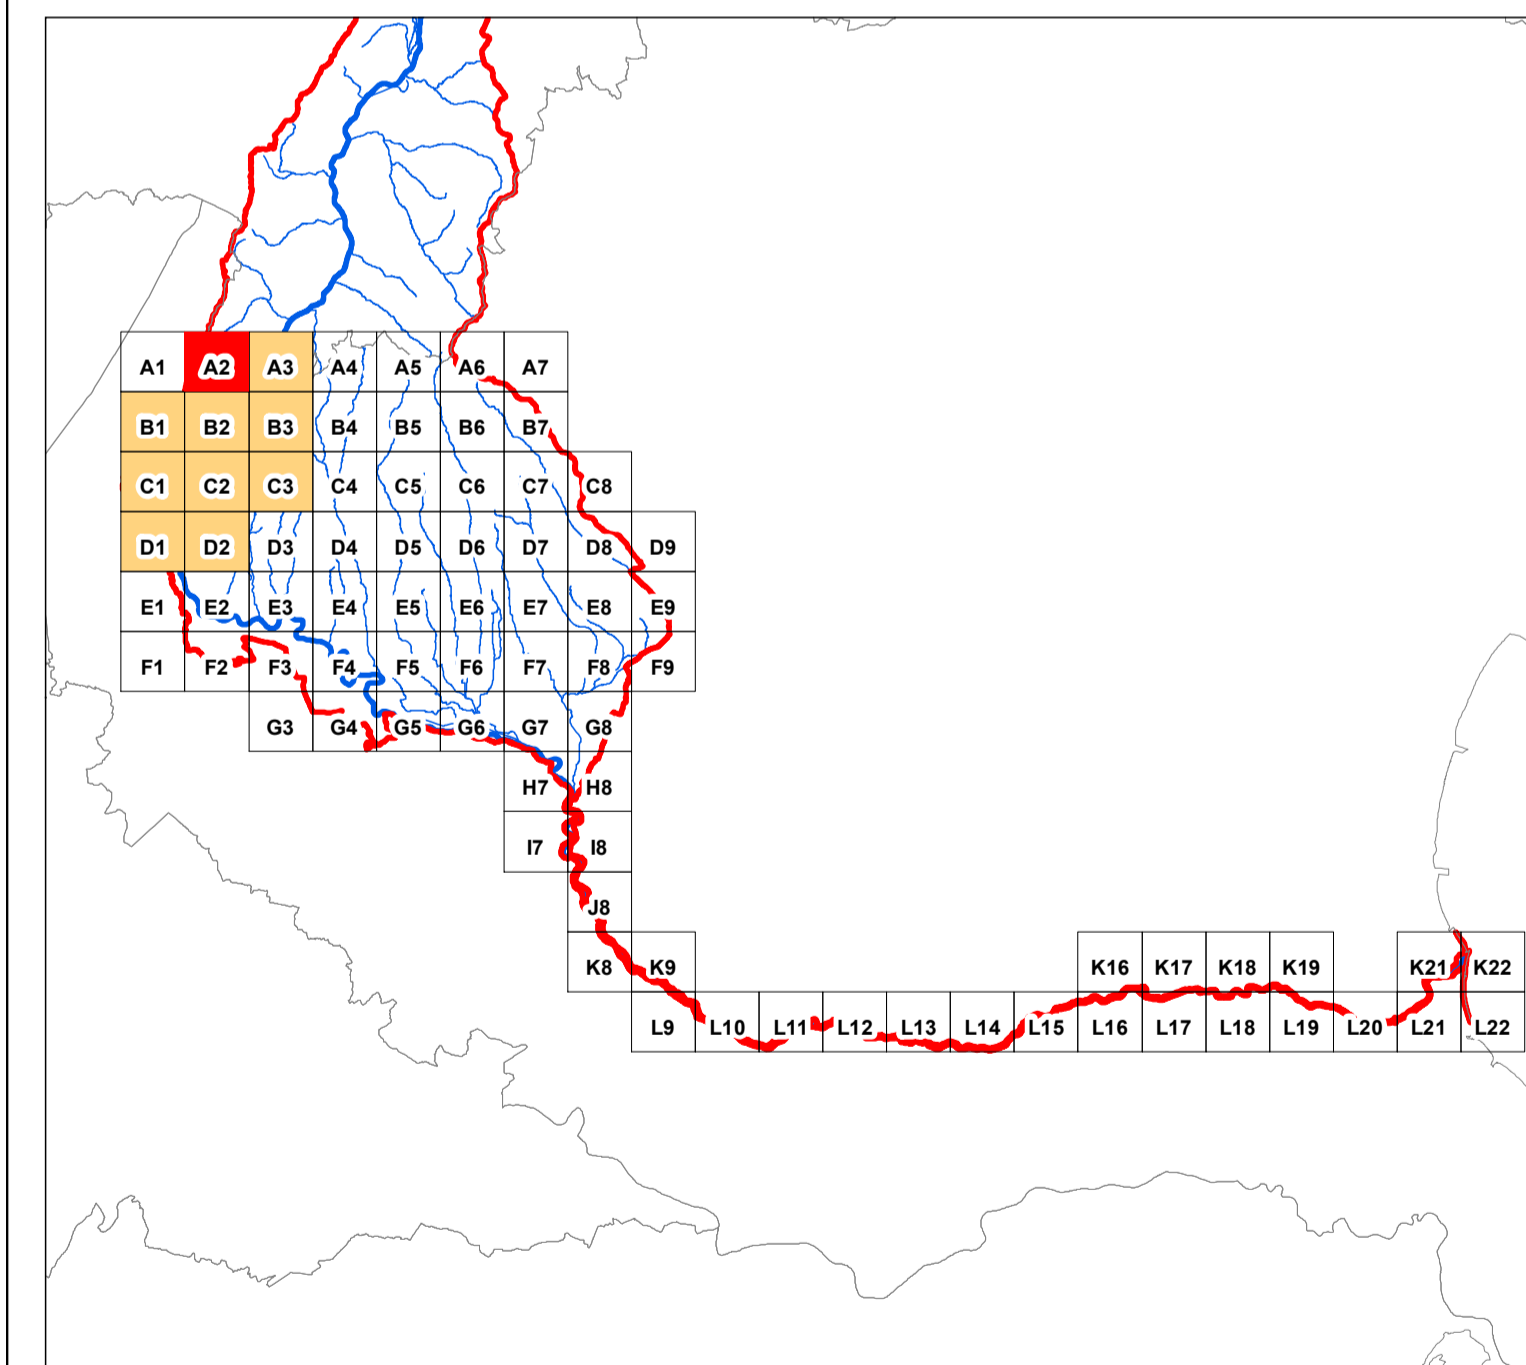 A1 A2 A3 A4 A5 A6 A7
B1 B2 B3 B4 B5 B6 B7
C1 C2 C3 C4 C5 C6 C7 C8
D1 D2 D3 D4 D5 D6 D7 D8 D9
E1 E2 E3 E4 E5 E6 E7 E8 E9
F1 F2 F3 F4 F5 F6 F7 F8 F9
G3 G4 G5 G6 G7 G8
H7 H8
I7 I8
J8
K8 K9 K16 K17 K18 K19 K21 K22
L9 L10 L11 L12 L13 L14 L15 L16 L17 L18 L19 L20 L21 L22